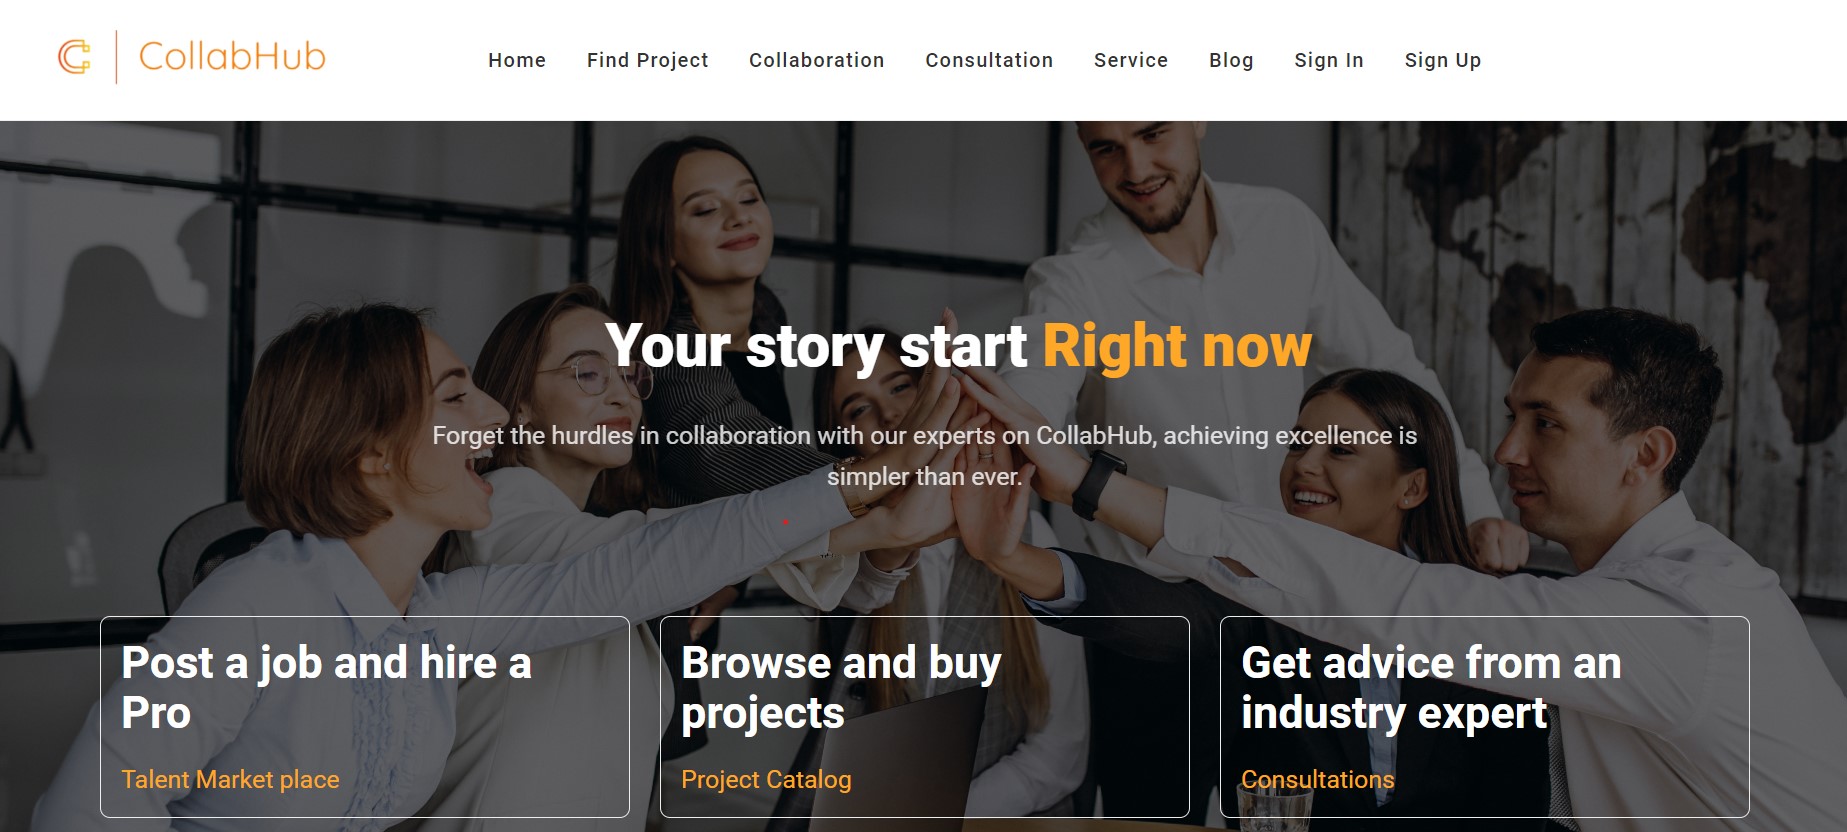 CollabHub
Home Find Project Collaboration Consultation Service Blog Sign In Sign Up
Your story start Right now
Forget the hurdles in collaboration with our experts on CollabHub, achieving excellence is
simpler than ever.
Post a job and hire a
Pro
Talent Market place
Browse and buy
projects
Project Catalog
Get advice from an
industry expert
Consultations